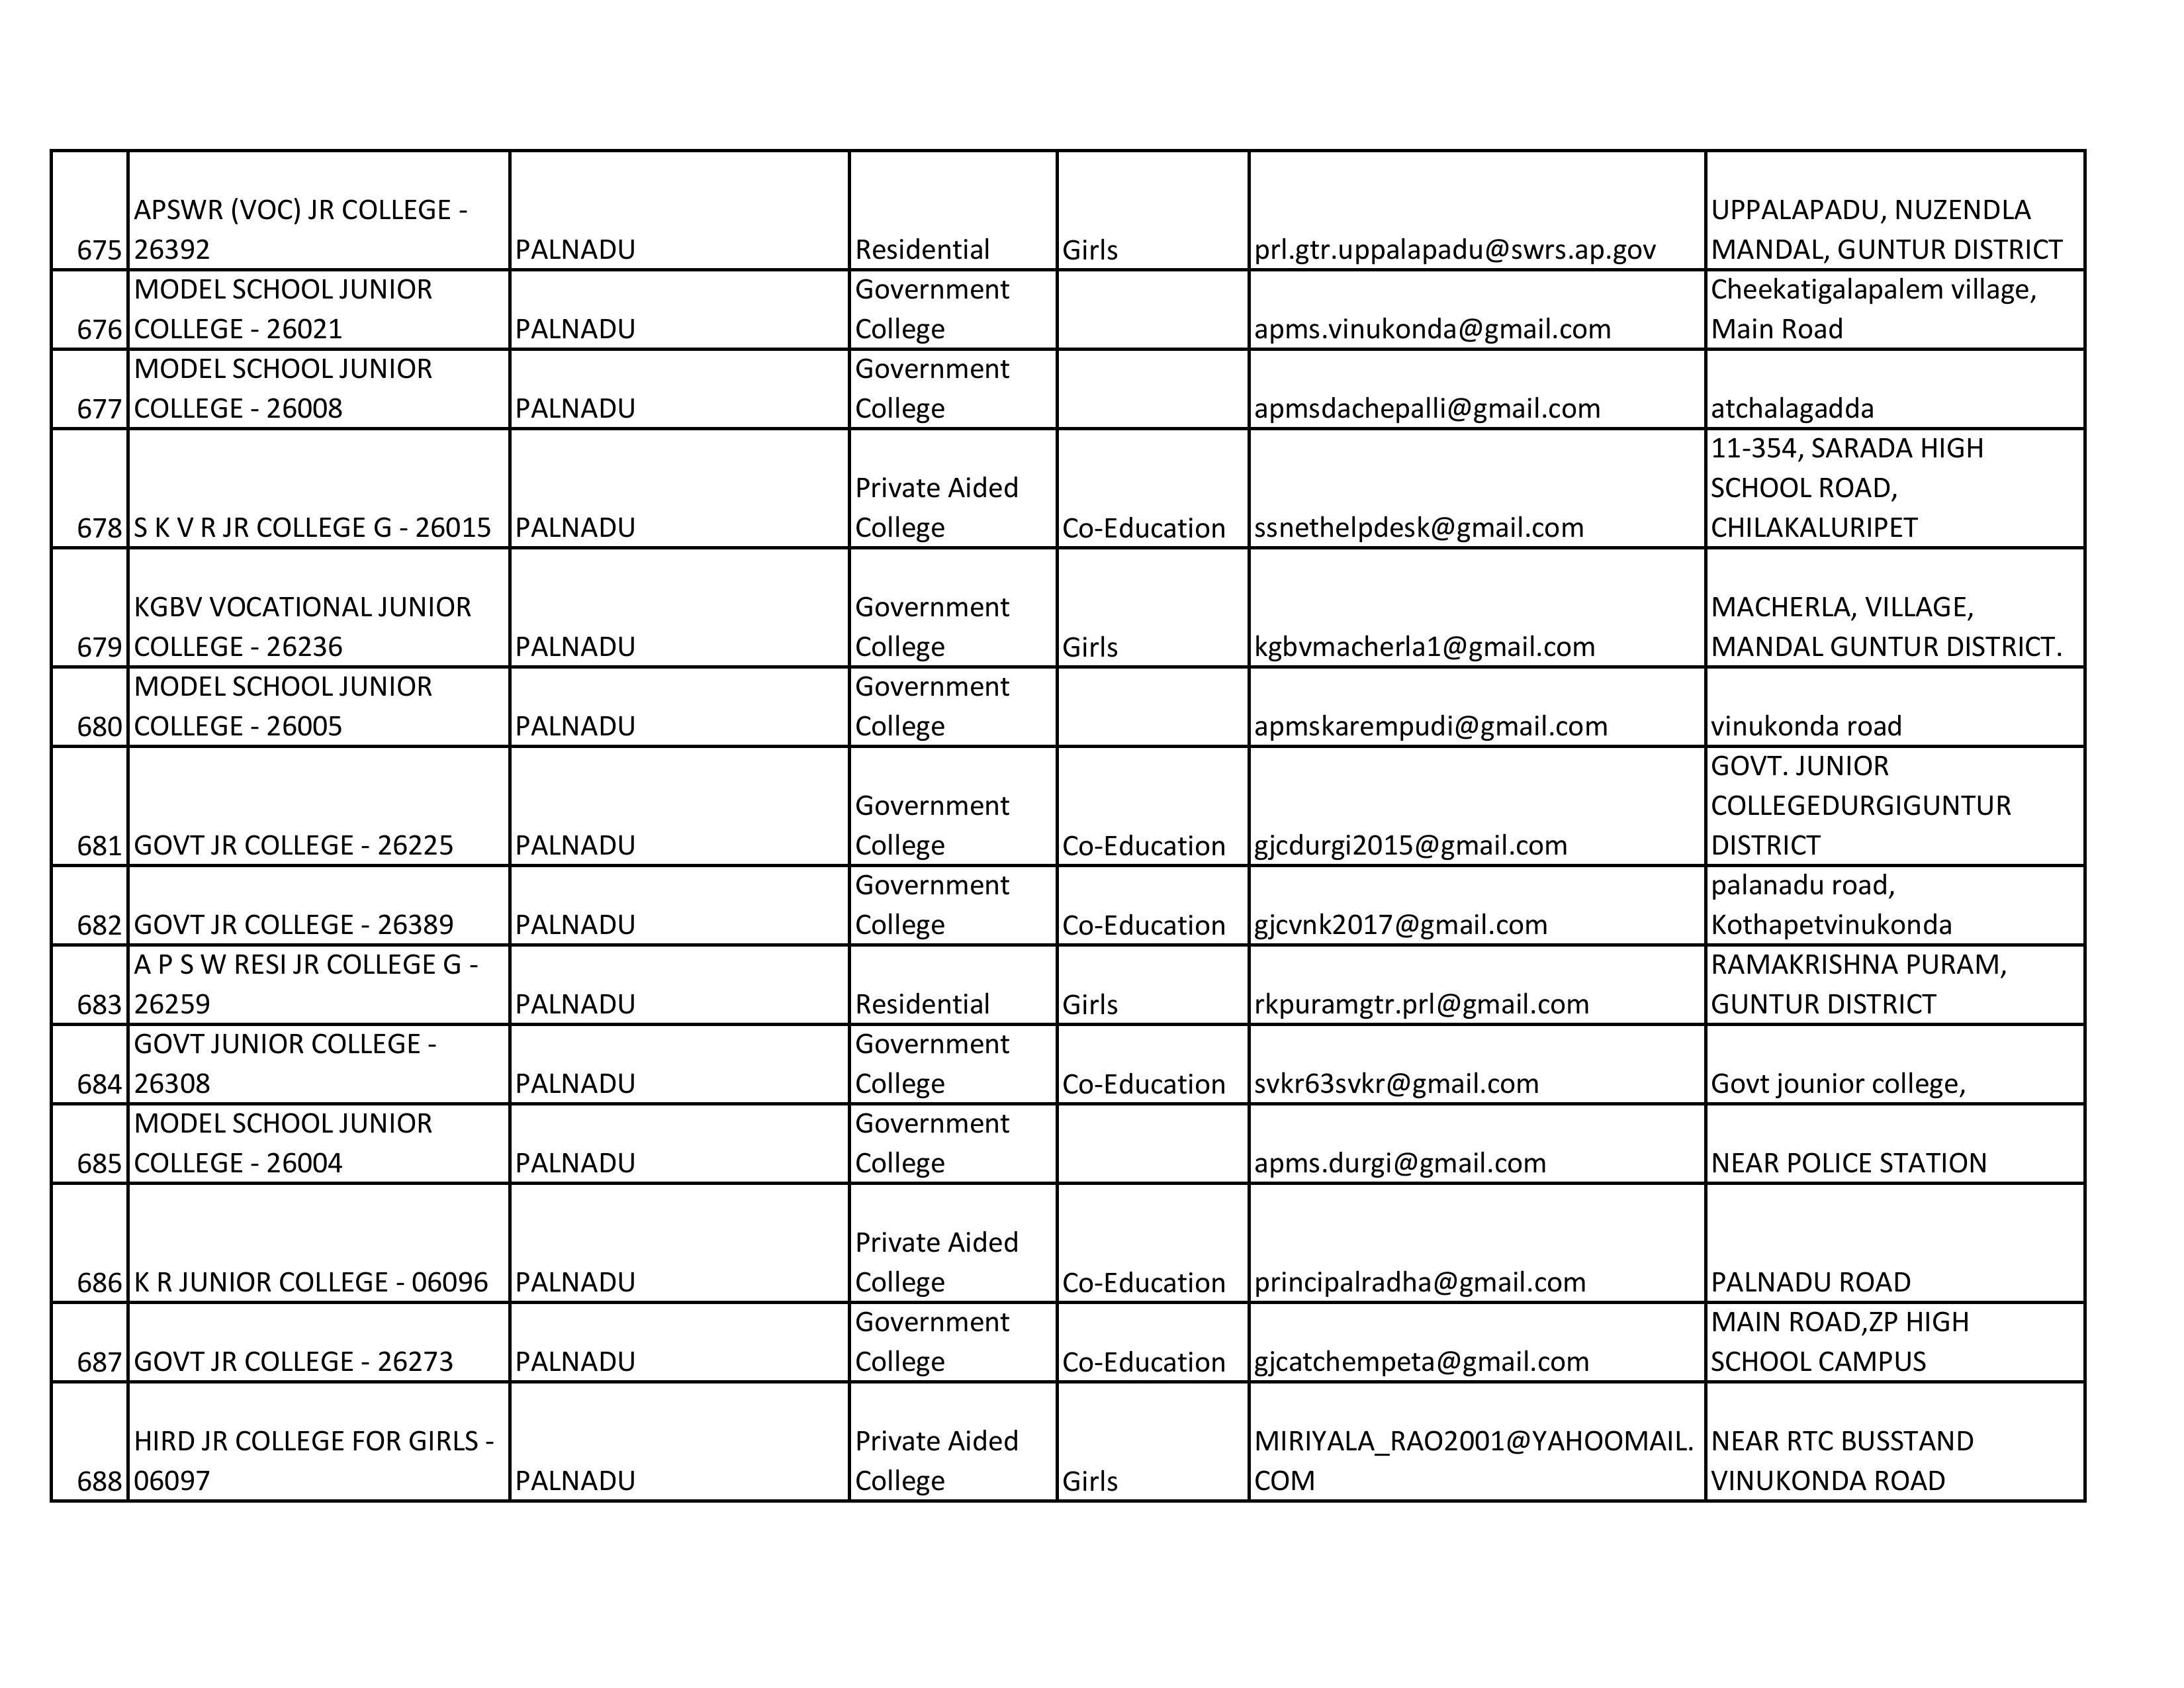 APSWR (VOC) JR COLLEGE - UPPALAPADU, NUZENDLA
675 26392 PALNADU Residential Girls prl.gtr.uppalapadu@swrs.ap.gov MANDAL, GUNTUR DISTRICT
MODEL SCHOOL JUNIOR Government Cheekatigalapalem village,
676 COLLEGE - 26021 PALNADU College apms.vinukonda@gmail.com Main Road
MODEL SCHOOL JUNIOR Government
677 COLLEGE - 26008 PALNADU College apmsdachepalli@gmail.com atchalagadda
11-354, SARADA HIGH
Private Aided SCHOOL ROAD,
678 S K V R JR COLLEGE G - 26015 PALNADU College Co-Education ssnethelpdesk@gmail.com CHILAKALURIPET
KGBV VOCATIONAL JUNIOR Government MACHERLA, VILLAGE,
679 COLLEGE - 26236 PALNADU College Girls kgbvmacherla1@gmail.com MANDAL GUNTUR DISTRICT.
MODEL SCHOOL JUNIOR Government
680 COLLEGE - 26005 PALNADU College apmskarempudi@gmail.com vinukonda road
GOVT. JUNIOR
Government COLLEGEDURGIGUNTUR
681 GOVT JR COLLEGE - 26225 PALNADU College Co-Education gjcdurgi2015@gmail.com DISTRICT
Government palanadu road,
682 GOVT JR COLLEGE - 26389 PALNADU College Co-Education gjcvnk2017@gmail.com Kothapetvinukonda
A P S W RESI JR COLLEGE G - RAMAKRISHNA PURAM,
683 26259 PALNADU Residential Girls rkpuramgtr.prl@gmail.com GUNTUR DISTRICT
GOVT JUNIOR COLLEGE - Government
684 26308 PALNADU College Co-Education svkr63svkr@gmail.com Govt jounior college,
MODEL SCHOOL JUNIOR Government
685 COLLEGE - 26004 PALNADU College apms.durgi@gmail.com NEAR POLICE STATION
Private Aided
686 K R JUNIOR COLLEGE - 06096 PALNADU College Co-Education principalradha@gmail.com PALNADU ROAD
Government MAIN ROAD,ZP HIGH
687 GOVT JR COLLEGE - 26273 PALNADU College Co-Education gjcatchempeta@gmail.com SCHOOL CAMPUS
HIRD JR COLLEGE FOR GIRLS - Private Aided MIRIYALA_RAO2001@YAHOOMAIL. NEAR RTC BUSSTAND
688 06097 PALNADU College Girls COM VINUKONDA ROAD